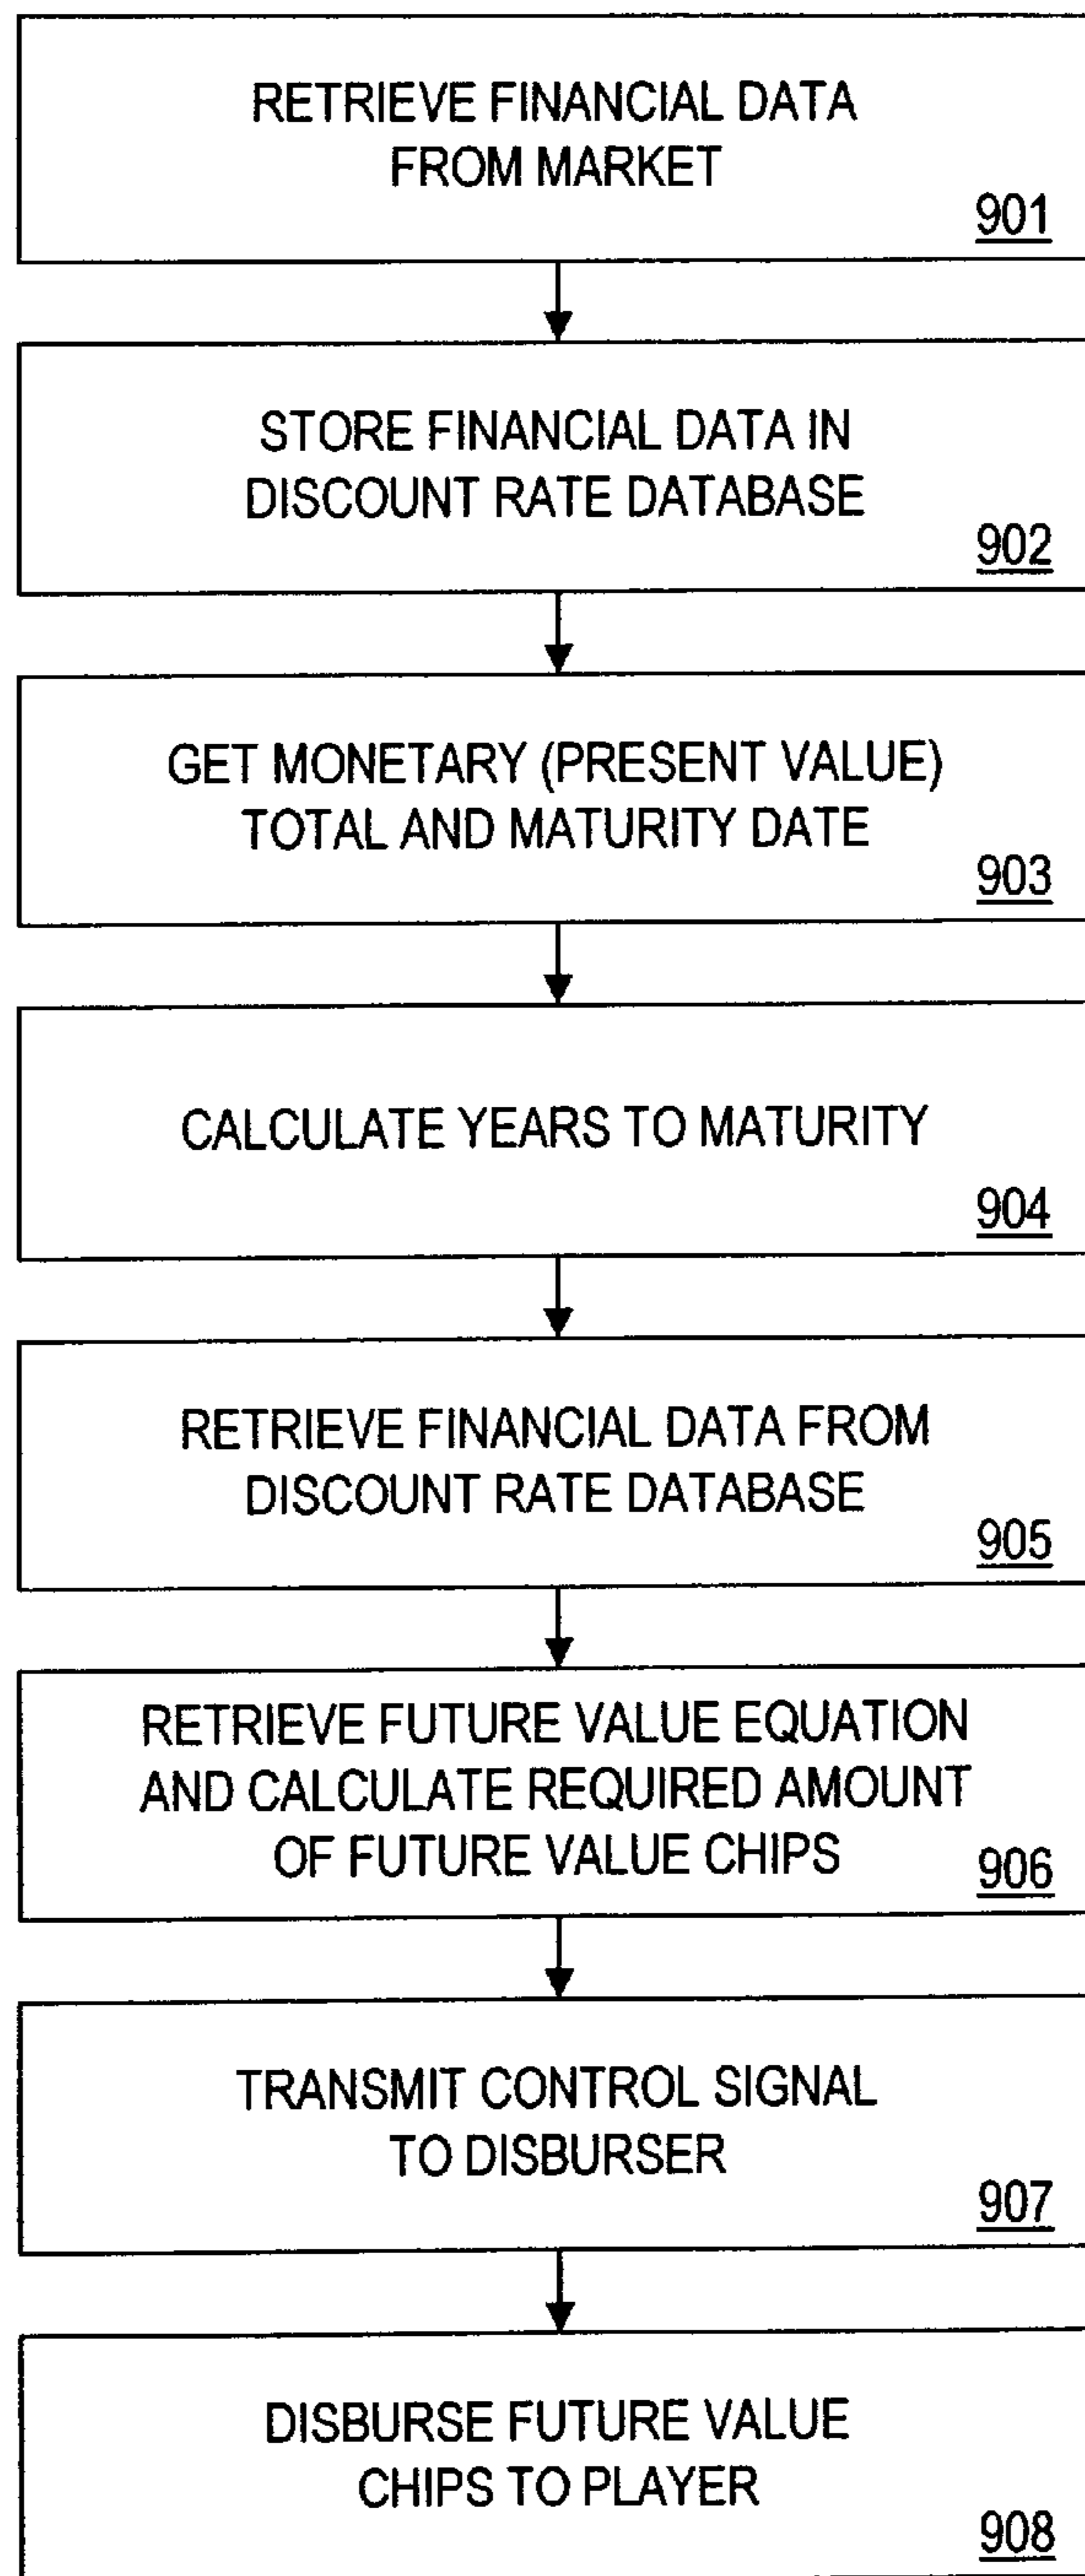 RETRIEVE FINANCIAL DATA
FROM MARKET
901
STORE FINANCIAL DATA IN
DISCOUNT RATE DATABASE
902
GET MONETARY (PRESENT VALUE)
TOTAL AND MATURITY DATE
903
CALCULATE YEARS TO MATURITY
904
RETRIEVE FINANCIAL DATA FROM
DISCOUNT RATE DATABASE
905
RETRIEVE FUTURE VALUE EQUATION
AND CALCULATE REQUIRED AMOUNT
OF FUTURE VALUE CHIPS
906
TRANSMIT CONTROL SIGNAL
TO DISBURSER
907
DISBURSE FUTURE VALUE
CHIPS TO PLAYER
908